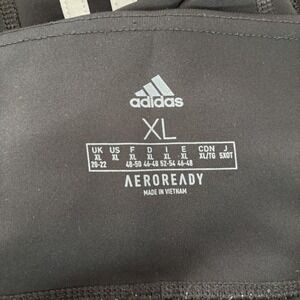 adidas
XL
UK US F D I E CDN J
XL XL XL XL XL XL XL/TG 5XOT
20-22 48-50 46-48 52-54 46-48
AEROREADY
MADE IN VIETNAM